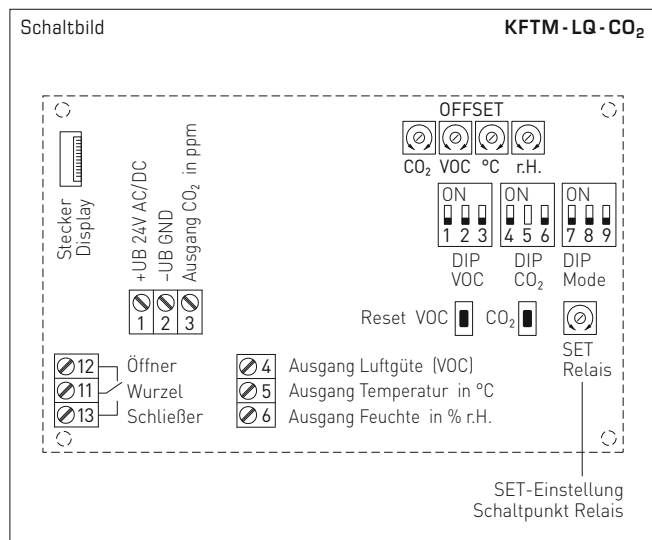 Schaltbild
KFTM-LQ-CO₂
OFFSET
CO₂ VOC °C r.H.
Stecker
Display
+UB 24V AC/DC
-UB GND
Ausgang CO₂ in ppm
1 2 3
ON ON ON
1 2 3 4 5 6 7 8 9
DIP
VOC
DIP
CO₂
DIP
Mode
Reset VOC CO₂
SET
Relais
12 Öffner
11 Wurzel
13 Schließer
4 Ausgang Luftgüte (VOC)
5 Ausgang Temperatur in °C
6 Ausgang Feuchte in % r.H.
SET-Einstellung
Schaltpunkt Relais